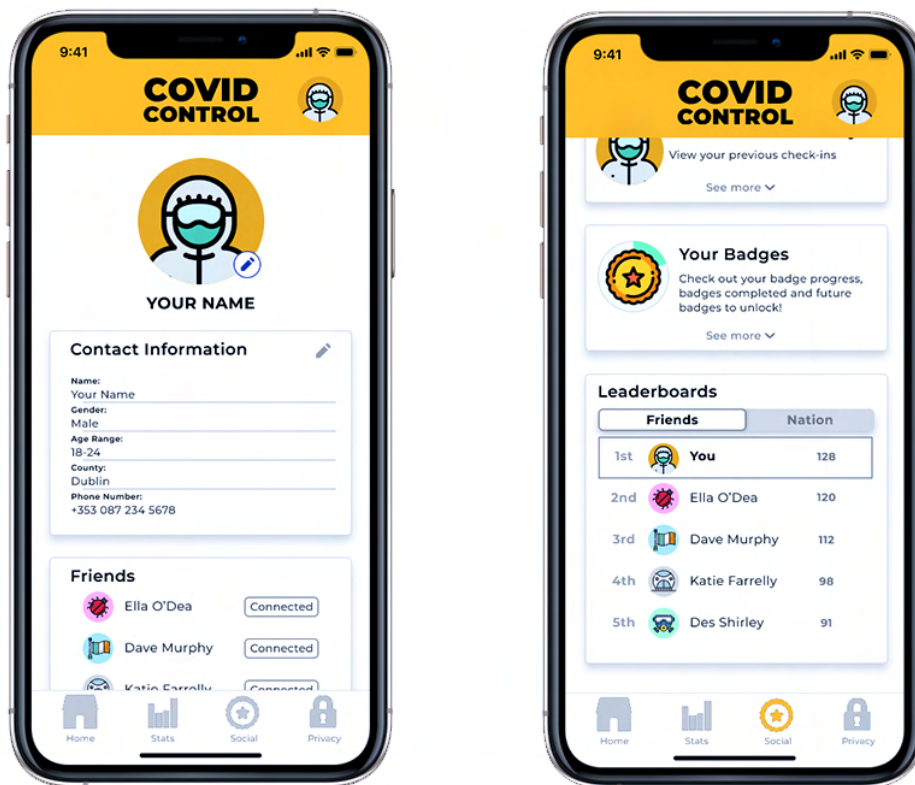 9:41
COVID
CONTROL
YOUR NAME
Contact Information
Name:
Your Name
Gender:
Male
Age Range:
18-24
County:
Dublin
Phone Number:
+353 087 234 5678
Friends
Ella O'Dea Connected
Dave Murphy Connected
Katie Farrelly Connected
Home Stats Social Privacy
9:41
COVID
CONTROL
View your previous check-ins
See more
Your Badges
Check out your badge progress,
badges completed and future
badges to unlock!
See more
Leaderboards
Friends Nation
1st You 128
2nd Ella O'Dea 120
3rd Dave Murphy 112
4th Katie Farrelly 98
5th Des Shirley 91
Home Stats Social Privacy